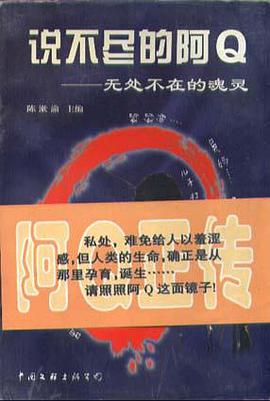 说不尽的阿Q
——无处不在的魂灵
陈漱渝 主编
阿Q正传
私处，难免给人以羞涩
感，但人类的生命，确正是从
那里孕育，诞生……
请照照阿Q这面镜子！
中国文联出版公司